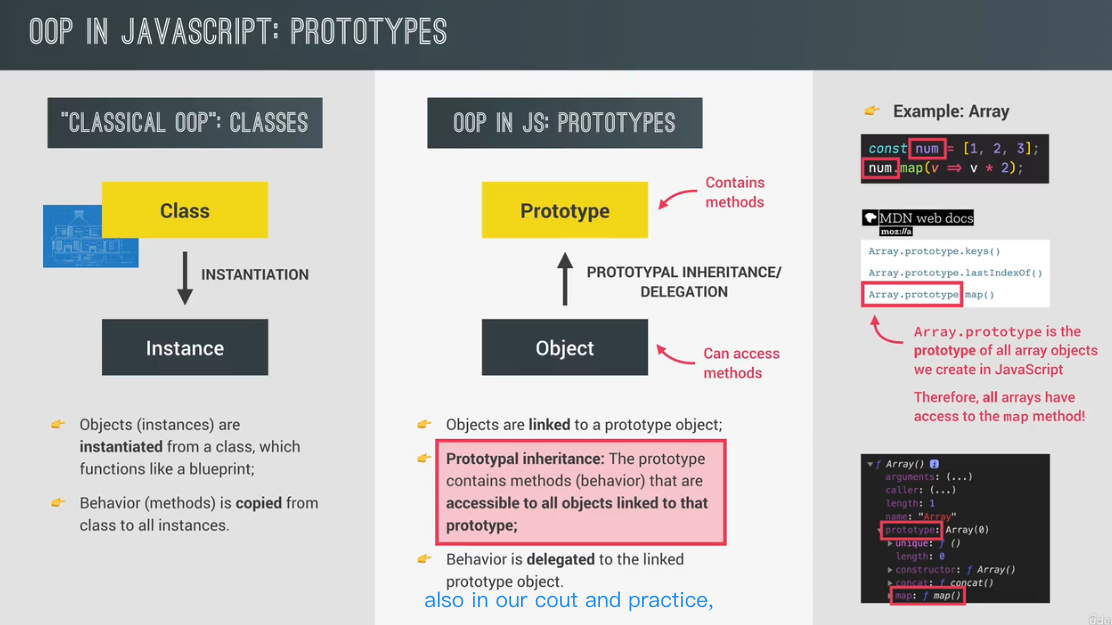 OOP IN JAVASCRIPT: PROTOTYPES
"CLASSICAL OOP": CLASSES
Class
INSTANTIATION
Instance
Objects (instances) are
instantiated from a class, which
functions like a blueprint;
Behavior (methods) is copied from
class to all instances.
OOP IN JS: PROTOTYPES
Prototype
Contains
methods
PROTOTYPAL INHERITANCE/
DELEGATION
Object
Can access
methods
Objects are linked to a prototype object;
Prototypal inheritance: The prototype
contains methods (behavior) that are
accessible to all objects linked to that
prototype;
Behavior is delegated to the linked
prototype object.
also in our cout and practice,
Example: Array
const num = [1, 2, 3];
num.map(v ⇒ v * 2);
MDN web docs
moz://a
Array.prototype.keys()
Array.prototype.lastIndexOf()
Array.prototype.map()
Array.prototype is the
prototype of all array objects
we create in JavaScript
Therefore, all arrays have
access to the map method!
▼ ƒ Array() i
arguments: (...)
caller: (...)
length: 1
name: "Array"
▼ prototype: Array(0)
▶ unique: ƒ ()
length: 0
▶ constructor: ƒ Array()
▶ concat: ƒ concat()
▶ map: ƒ map()